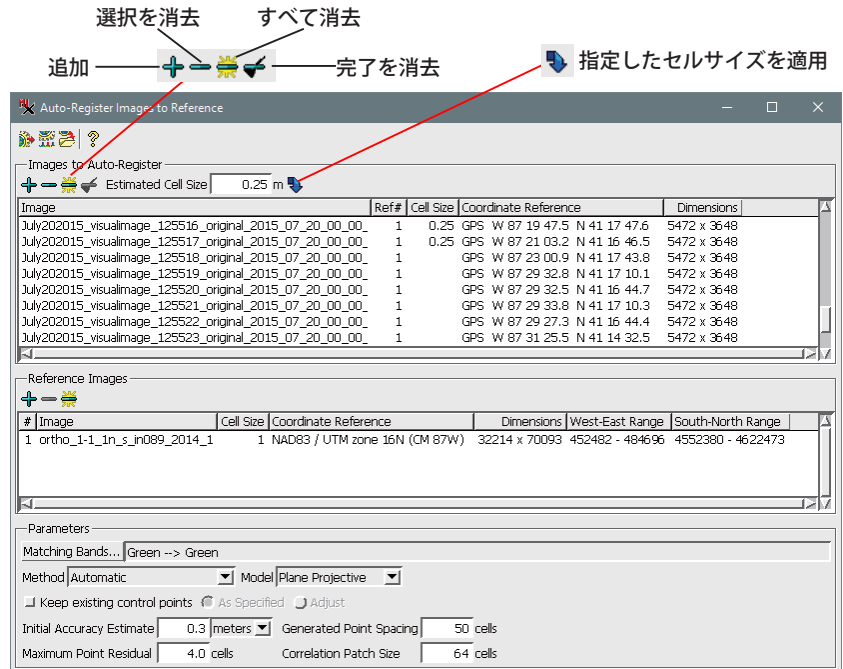 選択を消去
すべて消去
追加
完了を消去
指定したセルサイズを適用
Auto-Register Images to Reference
Images to Auto-Register
Estimated Cell Size 0.25 m
Image Ref# Cell Size Coordinate Reference Dimensions
July202015_visualimage_125516_original_2015_07_20_00_00_ 1 0.25 GPS W 87 19 47.5 N 41 17 47.6 5472 x 3648
July202015_visualimage_125517_original_2015_07_20_00_00_ 1 0.25 GPS W 87 21 03.2 N 41 16 46.5 5472 x 3648
July202015_visualimage_125518_original_2015_07_20_00_00_ 1 GPS W 87 23 00.9 N 41 17 43.8 5472 x 3648
July202015_visualimage_125519_original_2015_07_20_00_00_ 1 GPS W 87 29 32.8 N 41 17 10.1 5472 x 3648
July202015_visualimage_125520_original_2015_07_20_00_00_ 1 GPS W 87 29 32.5 N 41 16 44.7 5472 x 3648
July202015_visualimage_125521_original_2015_07_20_00_00_ 1 GPS W 87 29 33.8 N 41 17 10.3 5472 x 3648
July202015_visualimage_125522_original_2015_07_20_00_00_ 1 GPS W 87 29 27.3 N 41 16 44.4 5472 x 3648
July202015_visualimage_125523_original_2015_07_20_00_00_ 1 GPS W 87 31 25.5 N 41 14 32.5 5472 x 3648
Reference Images
# Image Cell Size Coordinate Reference Dimensions West-East Range South-North Range
1 ortho_1-1_1n_s_in089_2014_1 1 NAD83 / UTM zone 16N (CM 87W) 32214 x 70093 452482 - 484696 4552380 - 4622473
Parameters
Matching Bands... Green --> Green
Method Automatic Model Plane Projective
Keep existing control points As Specified Adjust
Initial Accuracy Estimate 0.3 meters Generated Point Spacing 50 cells
Maximum Point Residual 4.0 cells Correlation Patch Size 64 cells